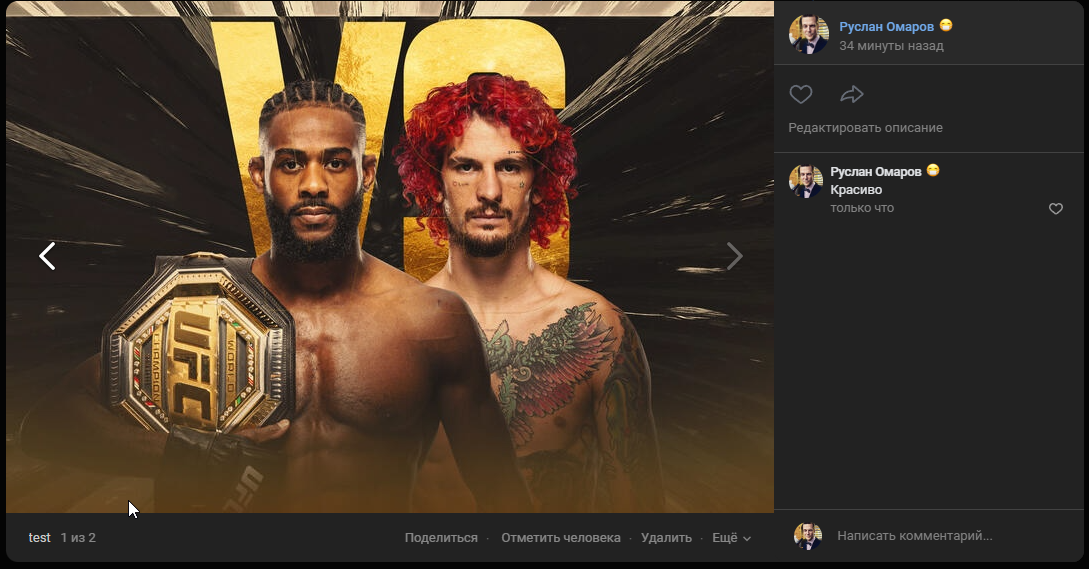 VS
UFC
WORLD
CHAMPION
UFC
test 1 из 2
Поделиться · Отметить человека · Удалить · Ещё
Руслан Омаров
34 минуты назад
Редактировать описание
Руслан Омаров
Красиво
только что
Написать комментарий...